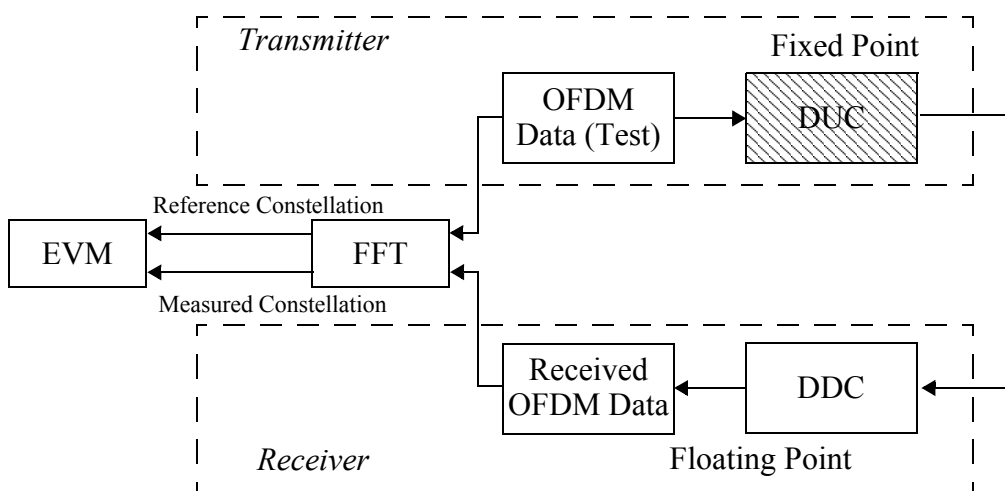 Transmitter
Fixed Point
OFDM
Data (Test)
DUC
Reference Constellation
EVM
FFT
Measured Constellation
Received
OFDM Data
DDC
Receiver
Floating Point